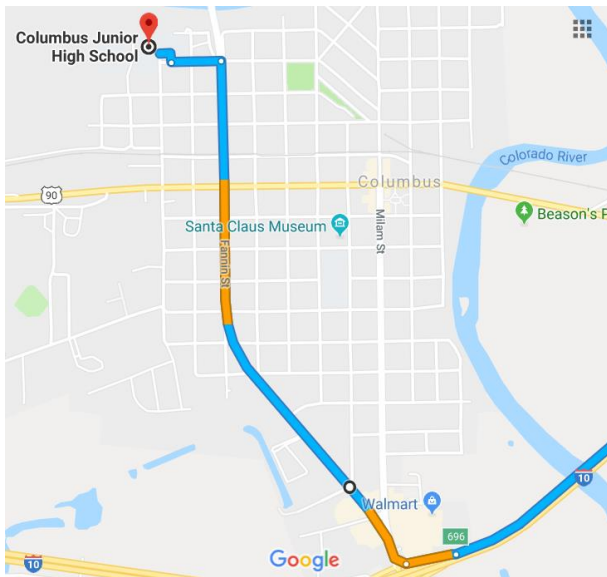 Columbus Junior
High School
Colorado River
90
Columbus
Beason's P
Santa Claus Museum
Milam St
Fannin St
10
Walmart
696
Google
10